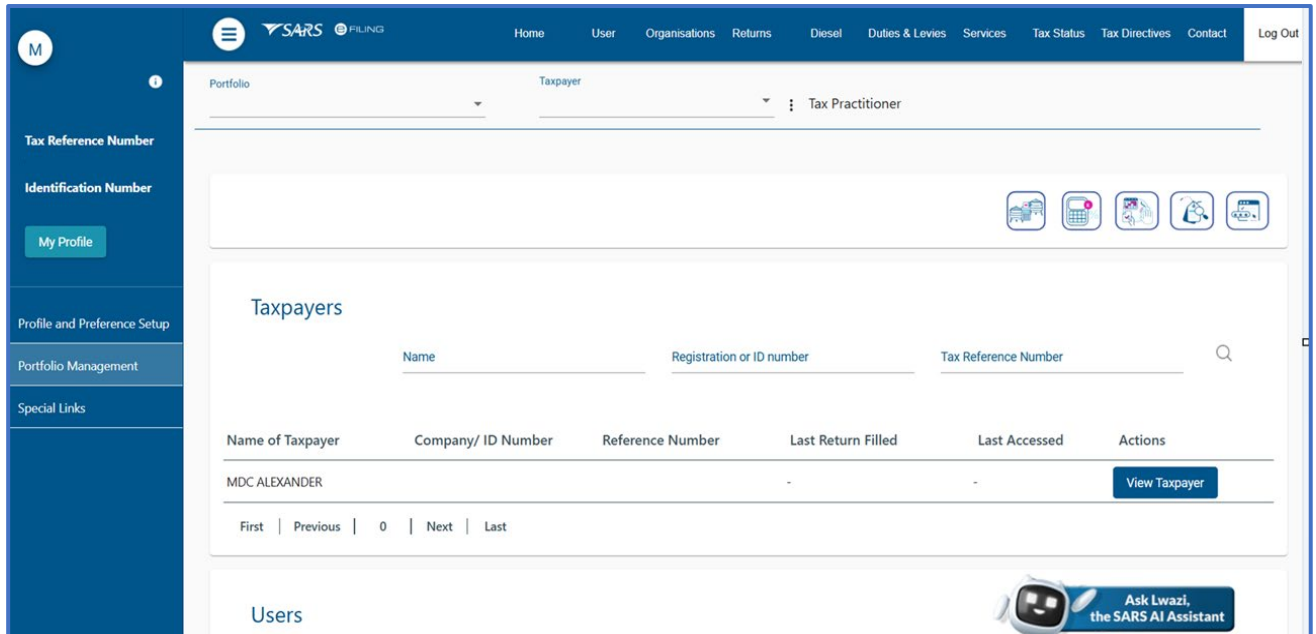 M
SARS eFILING
Home User Organisations Returns Diesel Duties & Levies Services Tax Status Tax Directives Contact Log Out
Portfolio
Taxpayer
Tax Practitioner
Tax Reference Number
Identification Number
My Profile
Profile and Preference Setup
Portfolio Management
Special Links
Taxpayers
Name Registration or ID number Tax Reference Number
Name of Taxpayer Company/ ID Number Reference Number Last Return Filled Last Accessed Actions
MDC ALEXANDER - - View Taxpayer
First | Previous | 0 | Next | Last
Users
Ask Lwazi,
the SARS AI Assistant